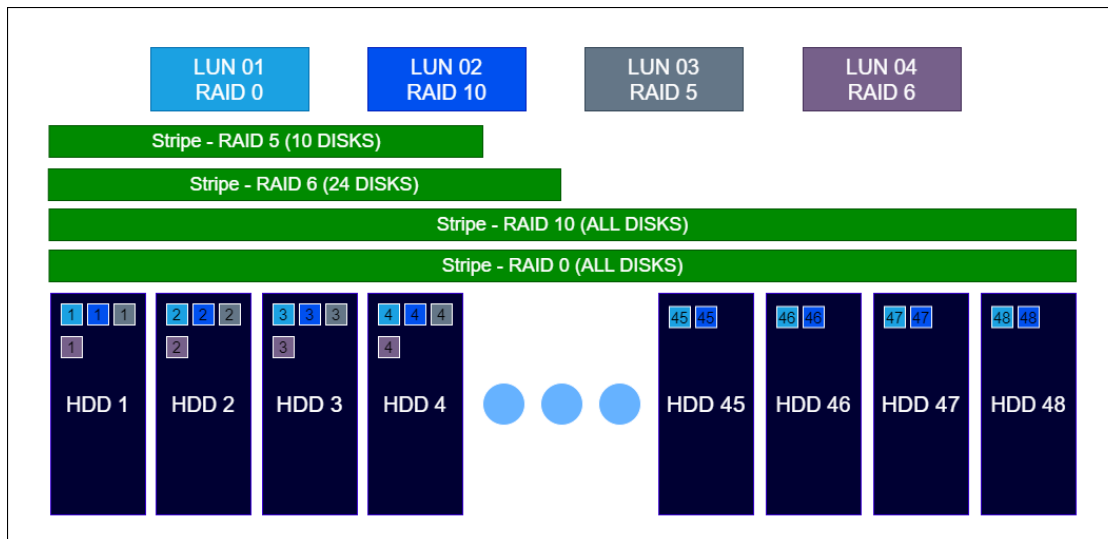 LUN 01
RAID 0
LUN 02
RAID 10
LUN 03
RAID 5
LUN 04
RAID 6
Stripe - RAID 5 (10 DISKS)
Stripe - RAID 6 (24 DISKS)
Stripe - RAID 10 (ALL DISKS)
Stripe - RAID 0 (ALL DISKS)
1 1 1
1
HDD 1
2 2 2
2
HDD 2
3 3 3
3
HDD 3
4 4 4
4
HDD 4
45 45
HDD 45
46 46
HDD 46
47 47
HDD 47
48 48
HDD 48